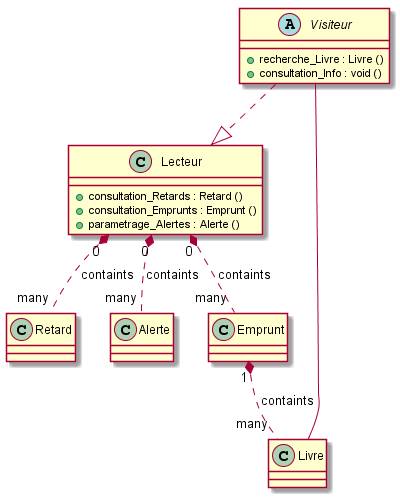 A Visiteur
recherche_Livre : Livre ()
consultation_Info : void ()
C Lecteur
consultation_Retards : Retard ()
consultation_Emprunts : Emprunt ()
parametrage_Alertes : Alerte ()
0 0 0
containts containts containts
many many many
C Retard C Alerte C Emprunt
1
containts
many
C Livre